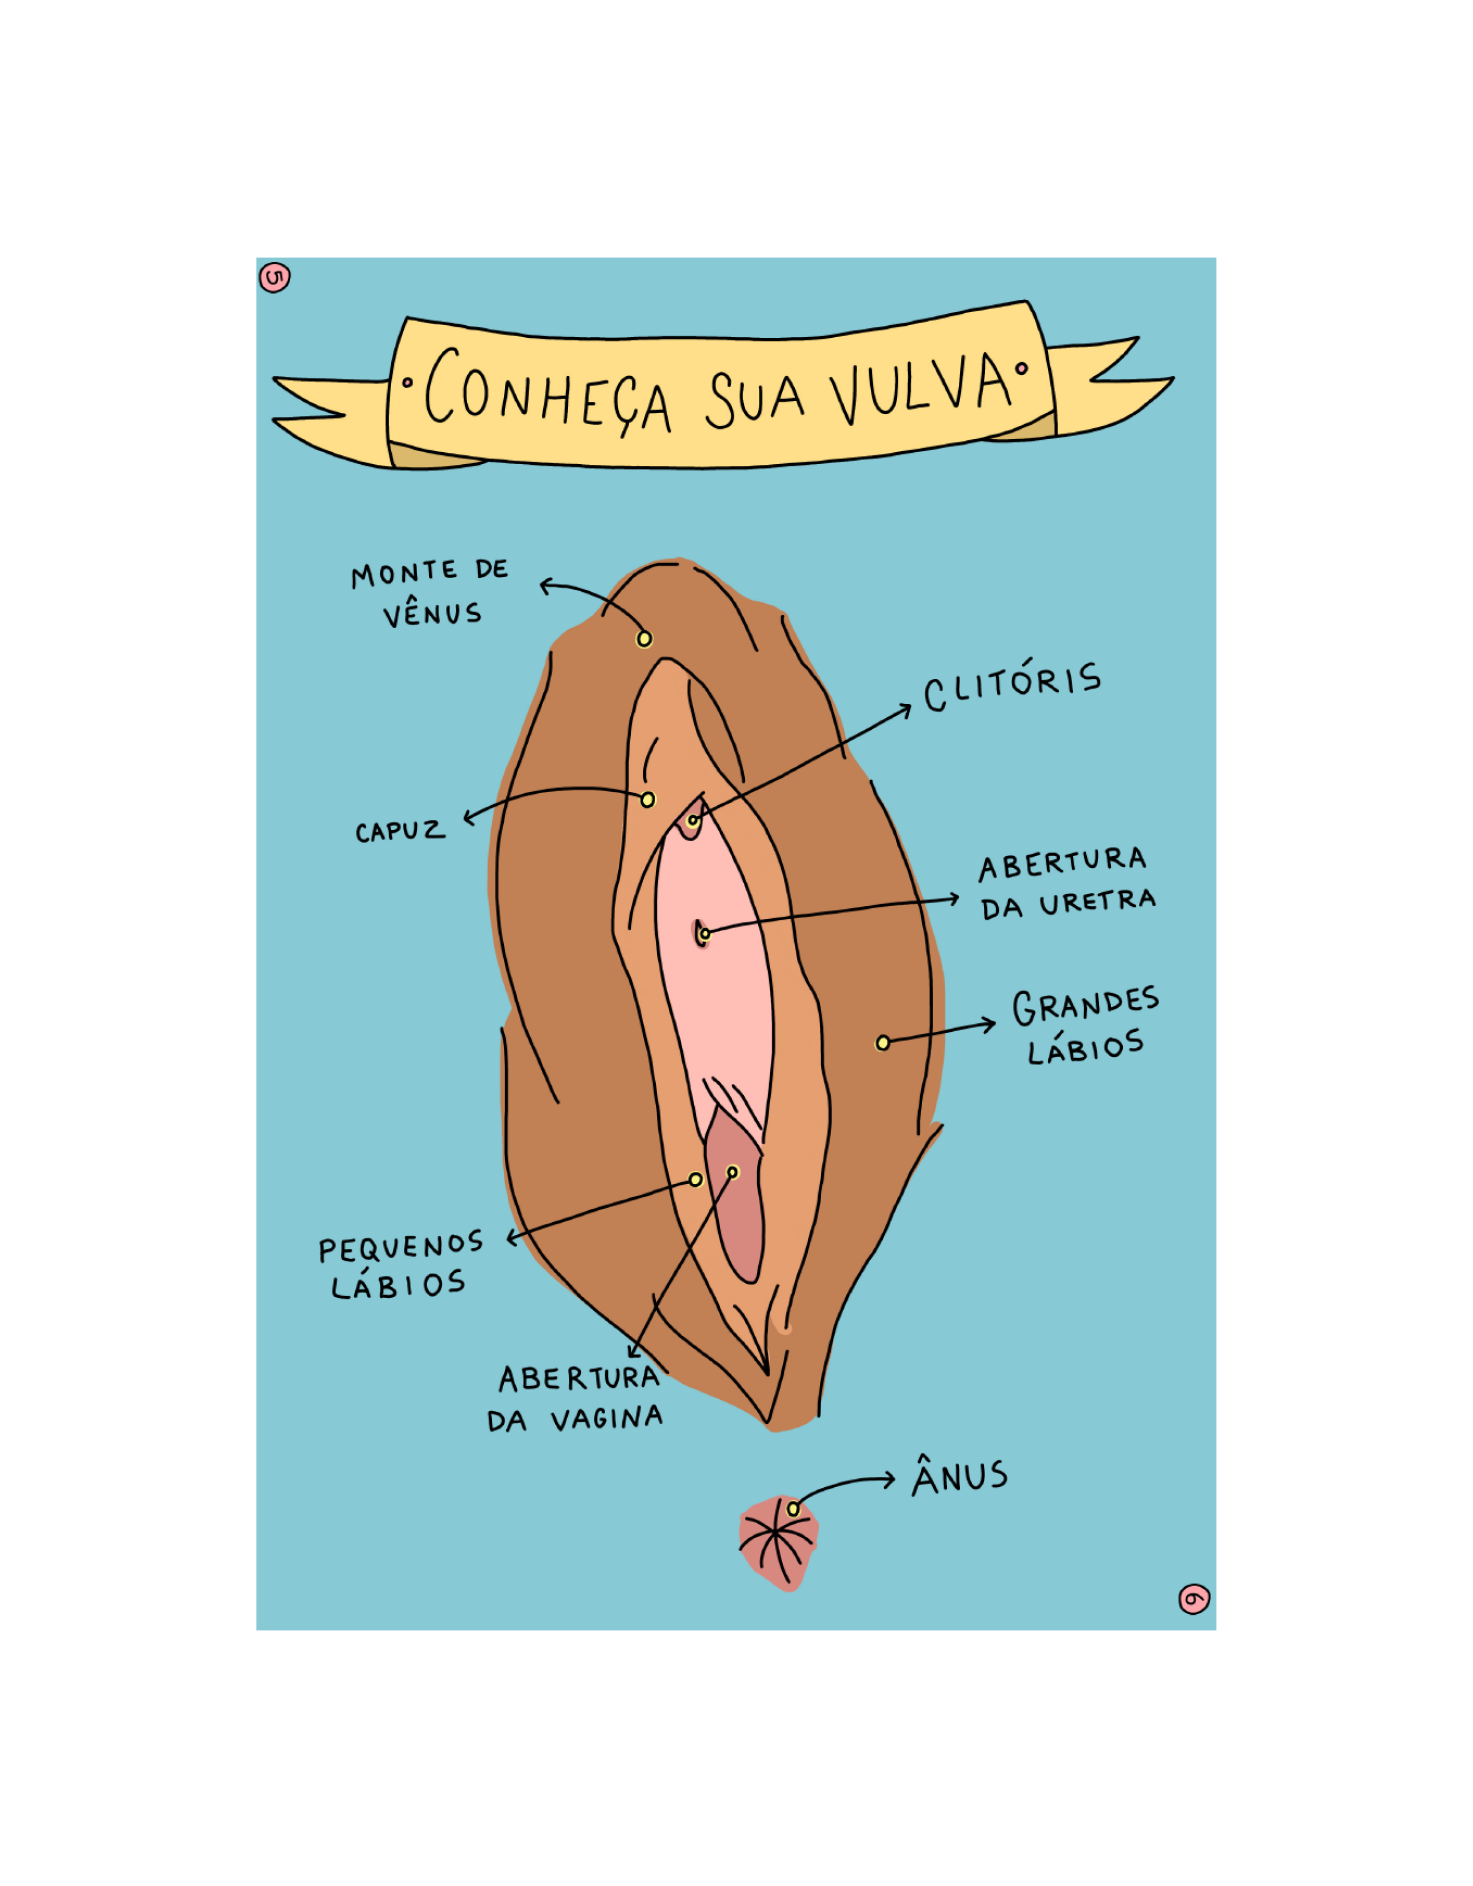 5
CONHEÇA SUA VULVA
MONTE DE
VÊNUS
CLITÓRIS
CAPUZ
ABERTURA
DA URETRA
GRANDES
LÁBIOS
PEQUENOS
LÁBIOS
ABERTURA
DA VAGINA
ÂNUS
6